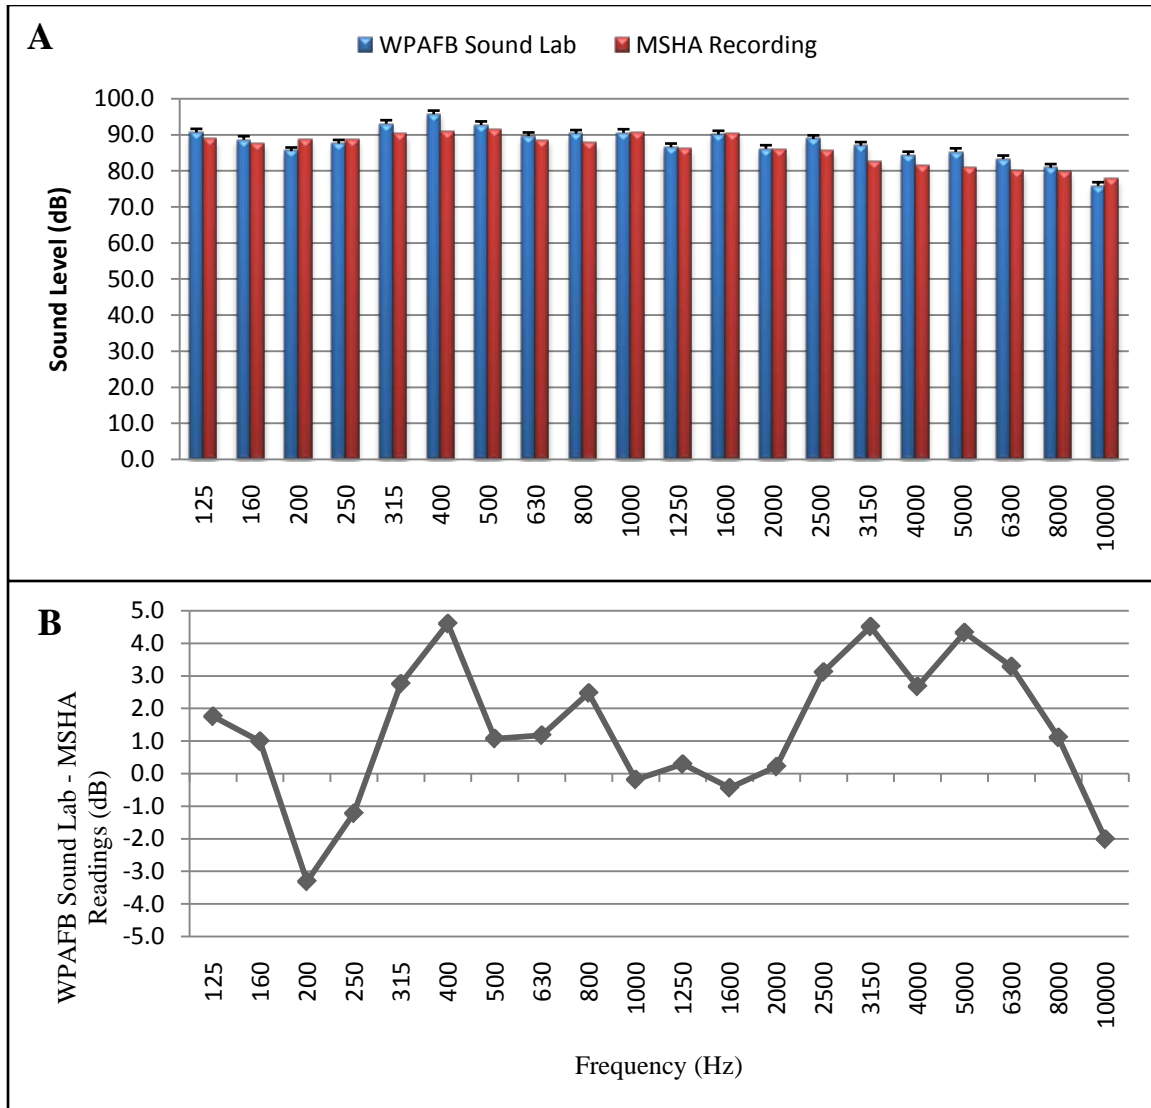 A
WPAFB Sound Lab MSHA Recording
Sound Level (dB)
100.0
90.0
80.0
70.0
60.0
50.0
40.0
30.0
20.0
10.0
0.0
125 160 200 250 315 400 500 630 800 1000 1250 1600 2000 2500 3150 4000 5000 6300 8000 10000
B
WPAFB Sound Lab - MSHA
Readings (dB)
5.0
4.0
3.0
2.0
1.0
0.0
-1.0
-2.0
-3.0
-4.0
-5.0
125 160 200 250 315 400 500 630 800 1000 1250 1600 2000 2500 3150 4000 5000 6300 8000 10000
Frequency (Hz)